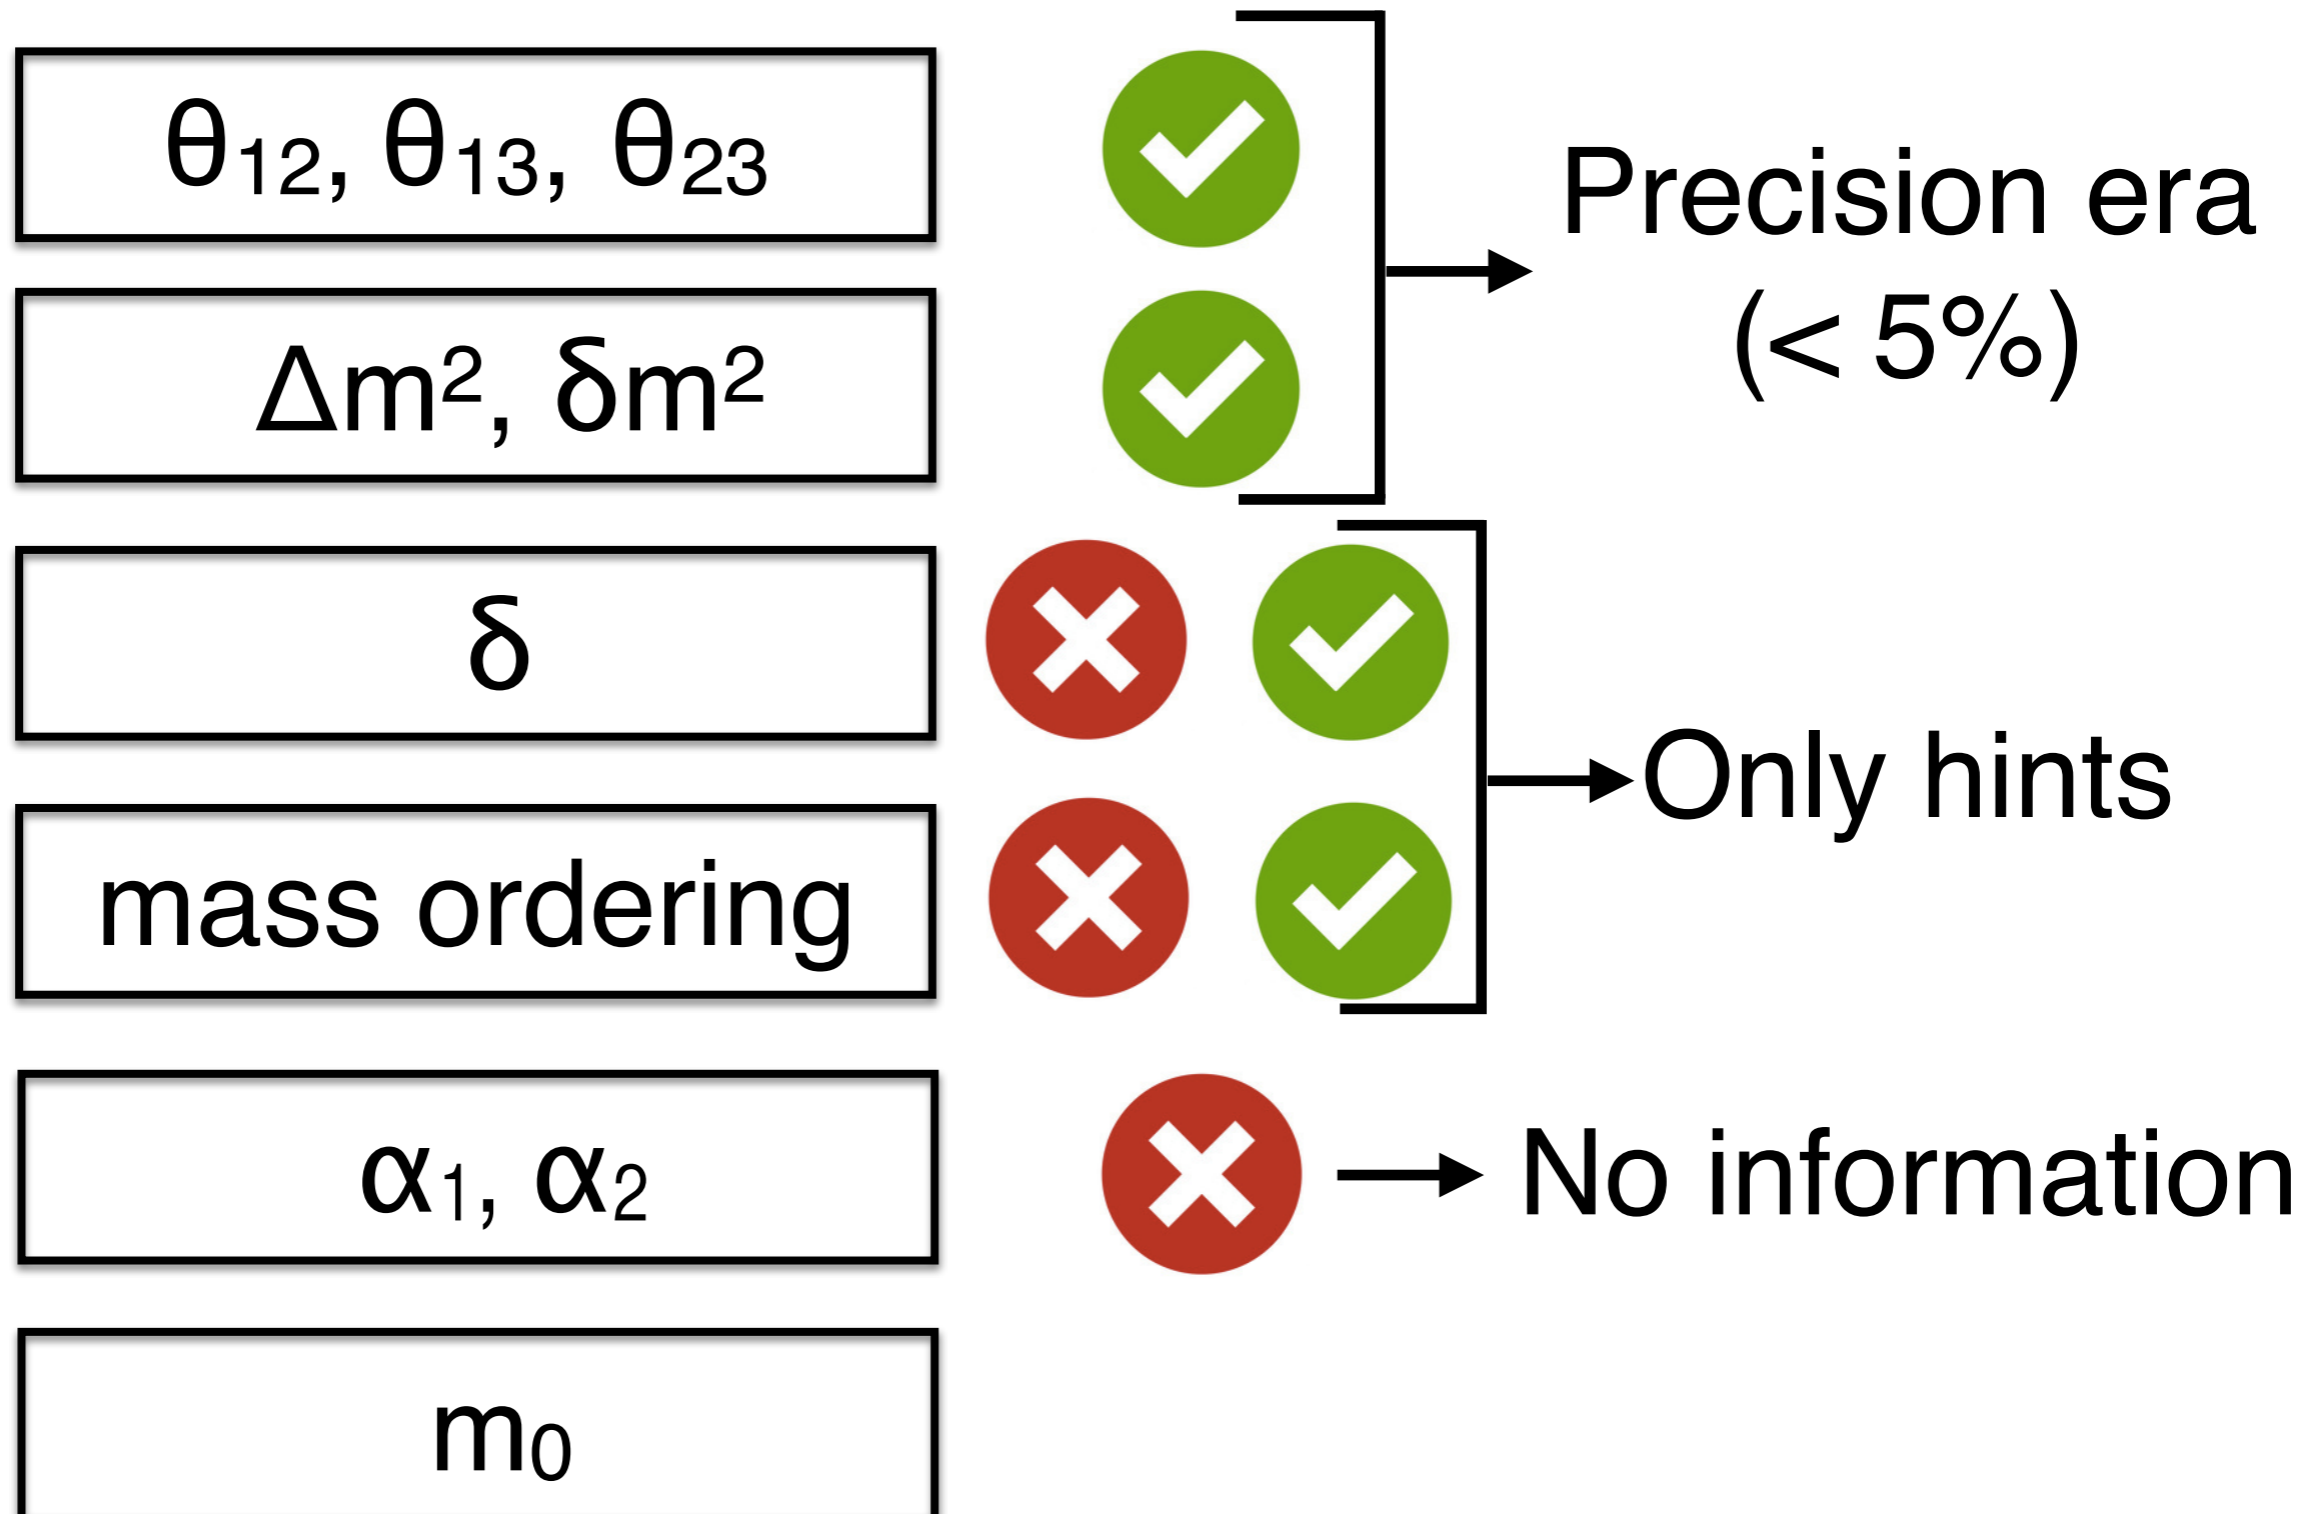 θ₁₂, θ₁₃, θ₂₃
Precision era
(< 5%)
Δm², δm²
δ
Only hints
mass ordering
α₁, α₂
No information
m₀